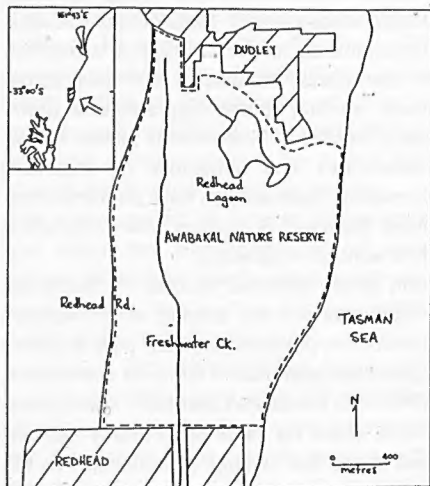 151°43'E
33°00'S
DUDLEY
Redhead
Lagoon
AWABAKAL NATURE RESERVE
Redhead Rd.
TASMAN
SEA
Freshwater Ck.
N
REDHEAD
0 400
metres